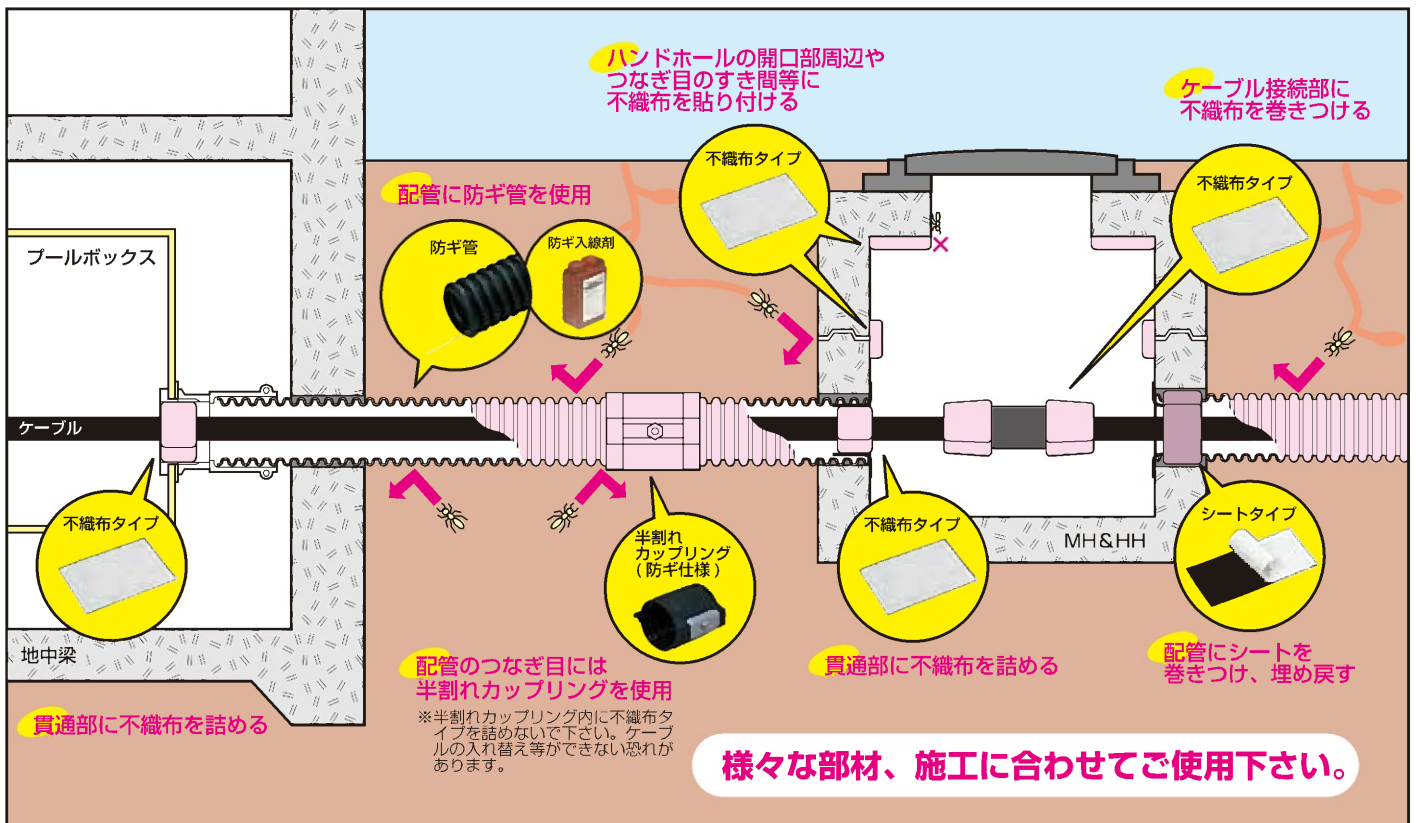 ハンドホールの開口部周辺や
つなぎ目のすき間等に
不織布を貼り付ける
ケーブル接続部に
不織布を巻きつける
不織布タイプ
不織布タイプ
配管に防ギ管を使用
防ギ管
防ギ入線剤
プールボックス
ケーブル
不織布タイプ
半割れ
カップリング
(防ギ仕様)
不織布タイプ
MH&HH
シートタイプ
地中梁
貫通部に不織布を詰める
配管のつなぎ目には
半割れカップリングを使用
※半割れカップリング内に不織布タ
イプを詰めないで下さい。ケーブ
ルの入れ替え等ができない恐れが
あります。
貫通部に不織布を詰める
配管にシートを
巻きつけ、埋め戻す
様々な部材、施工に合わせてご使用下さい。